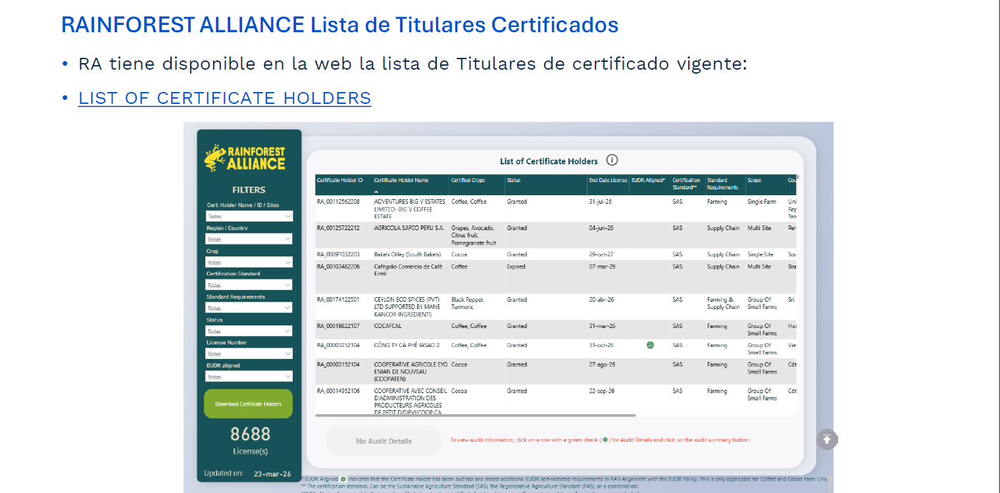 RAINFOREST ALLIANCE Lista de Titulares Certificados
• RA tiene disponible en la web la lista de Titulares de certificado vigente:
• LIST OF CERTIFICATE HOLDERS
RAINFOREST
ALLIANCE
FILTERS
Cert. Holder Name / ID / Sites
Todas
Region / Country
Todas
Crop
Todas
Certification Standard
Todas
Standard Requirements
Todas
Status
Todas
License Number
Todas
EUDR aligned
Todas
Download Certificate Holders
8688
License(s)
Updated on: 23-mar-26
List of Certificate Holders
Certificate Holder ID Certificate Holder Name Certified Crops Status End Date License EUDR Aligned* Certification Standard** Standard Requirements Scope Cou
RA_00112562208 ADVENTURES BIG V ESTATES LIMITED- BIG V COFFEE ESTATE Coffee, Coffee Granted 31-jul-26 SAS Farming Single Farm Uni Rep Tan
RA_00125722212 AGRICOLA SAFCO PERU S.A. Grapes, Avocado, Citrus fruit, Pomegranate fruit Granted 04-jun-26 SAS Supply Chain Multi Site Per
RA_00091032203 Bakels Orley (South Bakels) Cocoa Granted 29-oct-27 SAS Supply Chain Single Site Sou
RA_00103482206 Cafégrão Comércio de Café Eireli Coffee Expired 07-mar-26 SAS Supply Chain Multi Site Bra
RA_00174122501 CEYLON ECO SPICES (PVT) LTD SUPPORTED BY MANE KANCOR INGREDIENTS Black Pepper, Turmeric Granted 20-abr-26 SAS Farming & Supply Chain Group Of Small Farms Sri
RA_00019822107 COCAFCAL Coffee, Coffee Granted 31-mar-26 SAS Farming Group Of Small Farms Hon
RA_00003252104 CÔNG TY CÀ PHÊ IASAO 2 Coffee, Coffee Granted 31-oct-26 SAS Farming Group Of Small Farms Vie
RA_00003152104 COOPERATIVE AGRICOLE EYO ENIAN DE NOUVEAU (COOPAEEN) Cocoa Granted 27-ago-26 SAS Farming Group Of Small Farms Côt
RA_00014952106 COOPERATIVE AVEC CONSEIL D'ADMINISTRATION DES PRODUCTEURS AGRICOLES DE PETIT DIDIEVI(COOP CA Cocoa Granted 22-sep-26 SAS Farming Group Of Small Farms Côt
No Audit Details
To view audit information, click on a row with a green check ( ) for Audit Details and click on the audit summary button.
* EUDR Aligned indicates that the Certificate holder has been audited and meets additional EUDR self-selected requirements in RA's Alignment with the EUDR Policy. This is only applicable for Coffee and Cocoa Farm CHs.
** The certification standard. Can be the Sustainable Agriculture Standard (SAS), the Regenerative Agriculture Standard (RAS), or a combination.